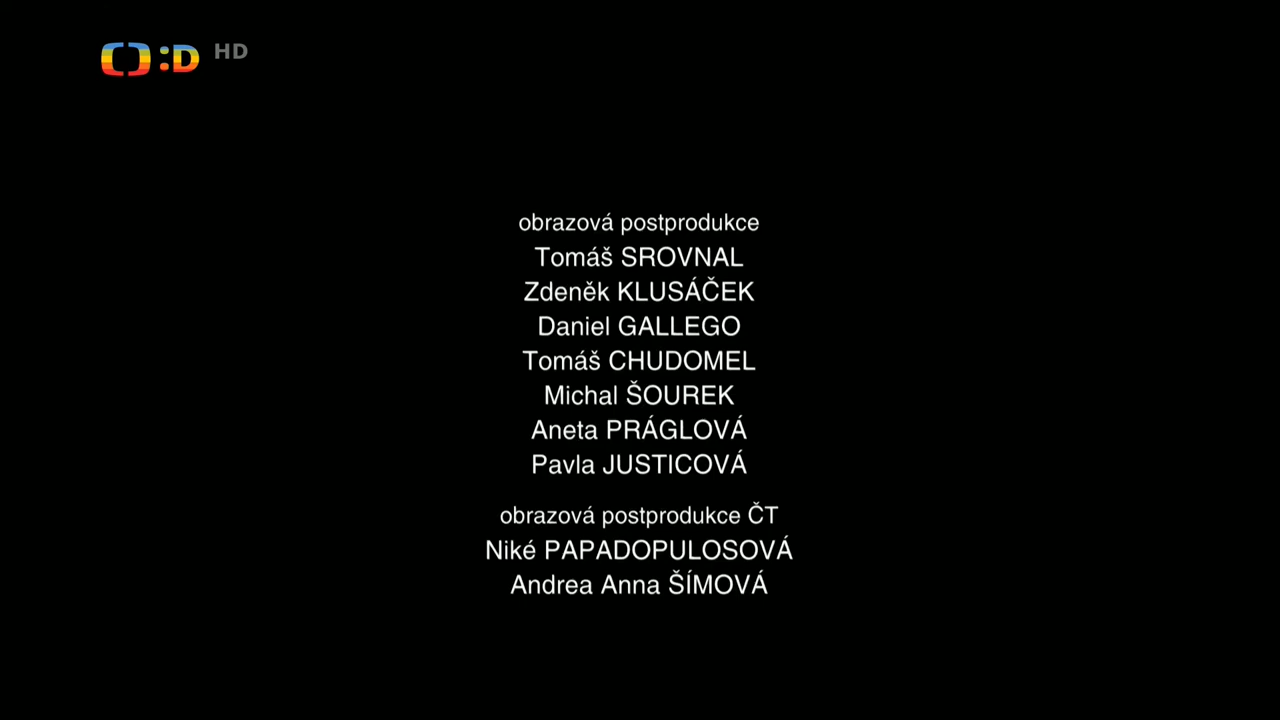 :D HD
obrazová postprodukce
Tomáš SROVNAL
Zdeněk KLUSÁČEK
Daniel GALLEGO
Tomáš CHUDOMEL
Michal ŠOUREK
Aneta PRÁGLOVÁ
Pavla JUSTICOVÁ
obrazová postprodukce ČT
Niké PAPADOPULOSOVÁ
Andrea Anna ŠÍMOVÁ